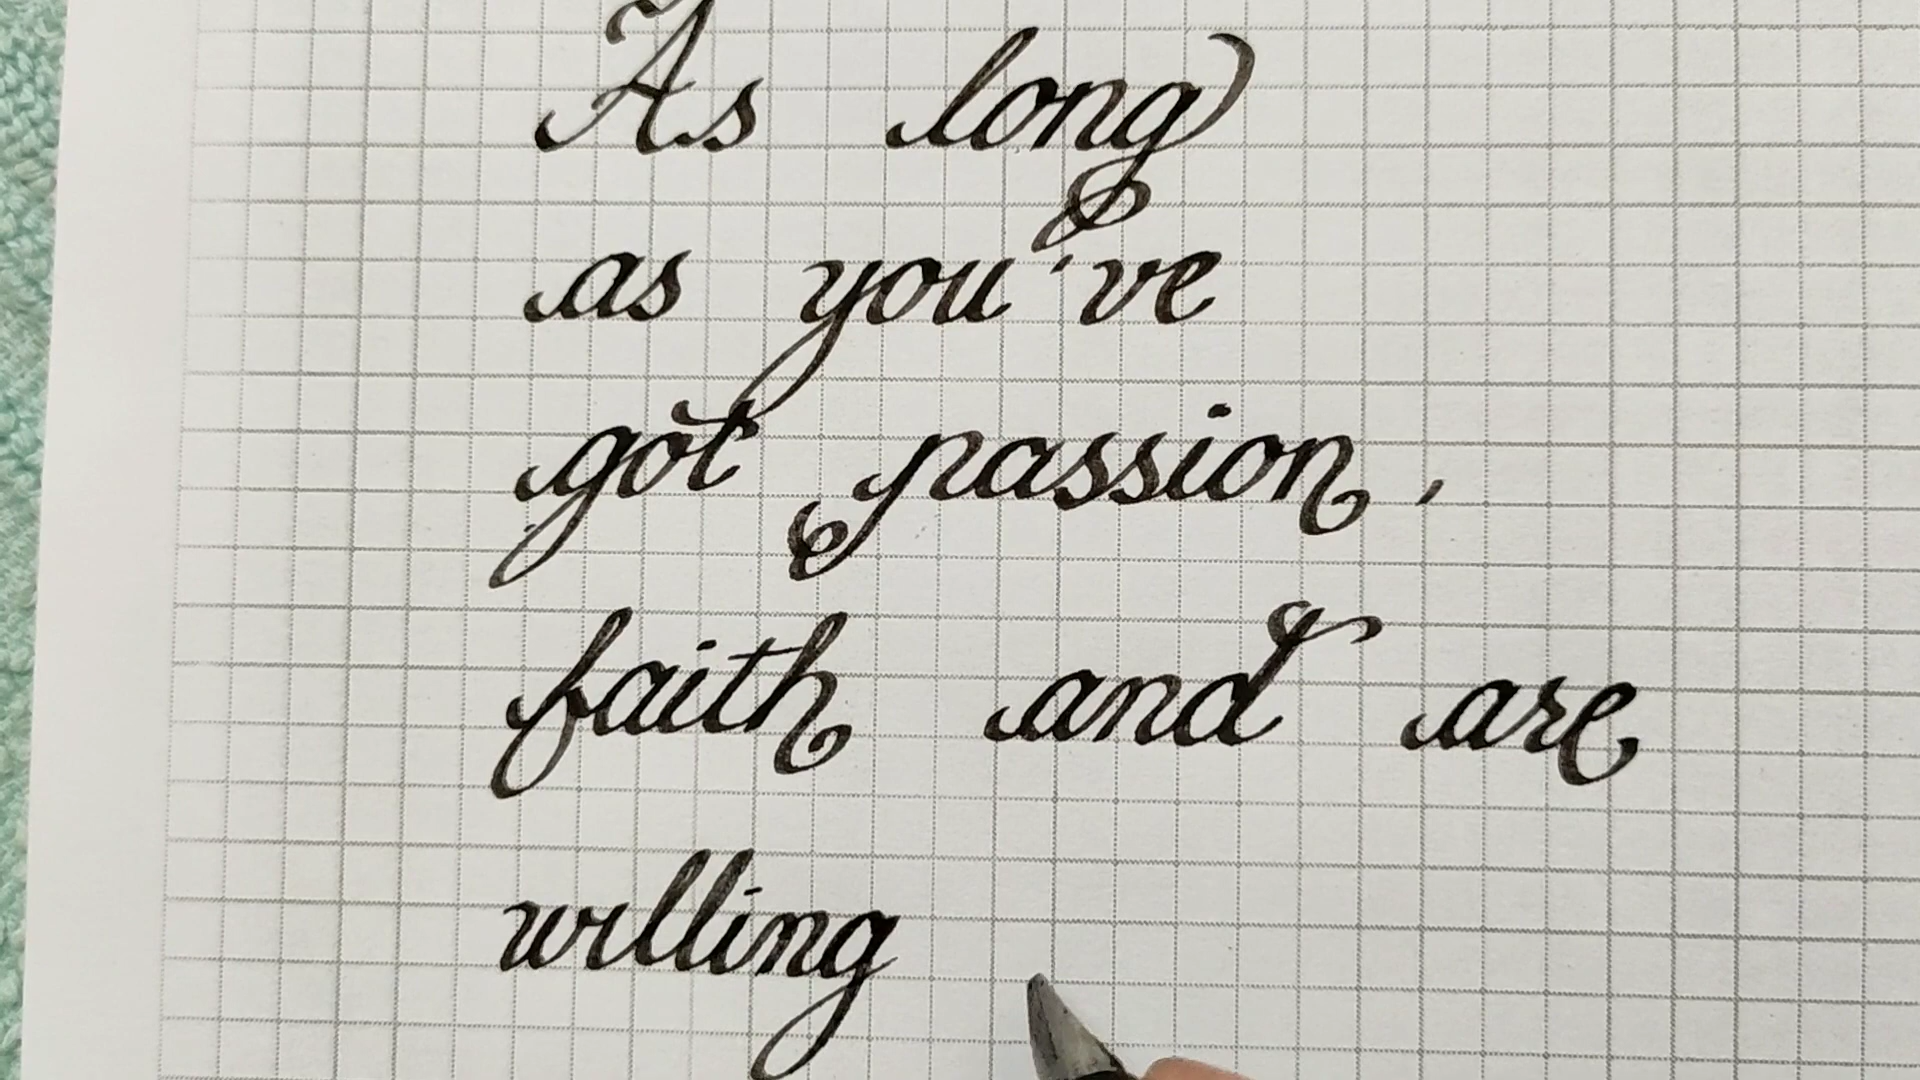 As long
as you've
got passion,
faith and are
willing